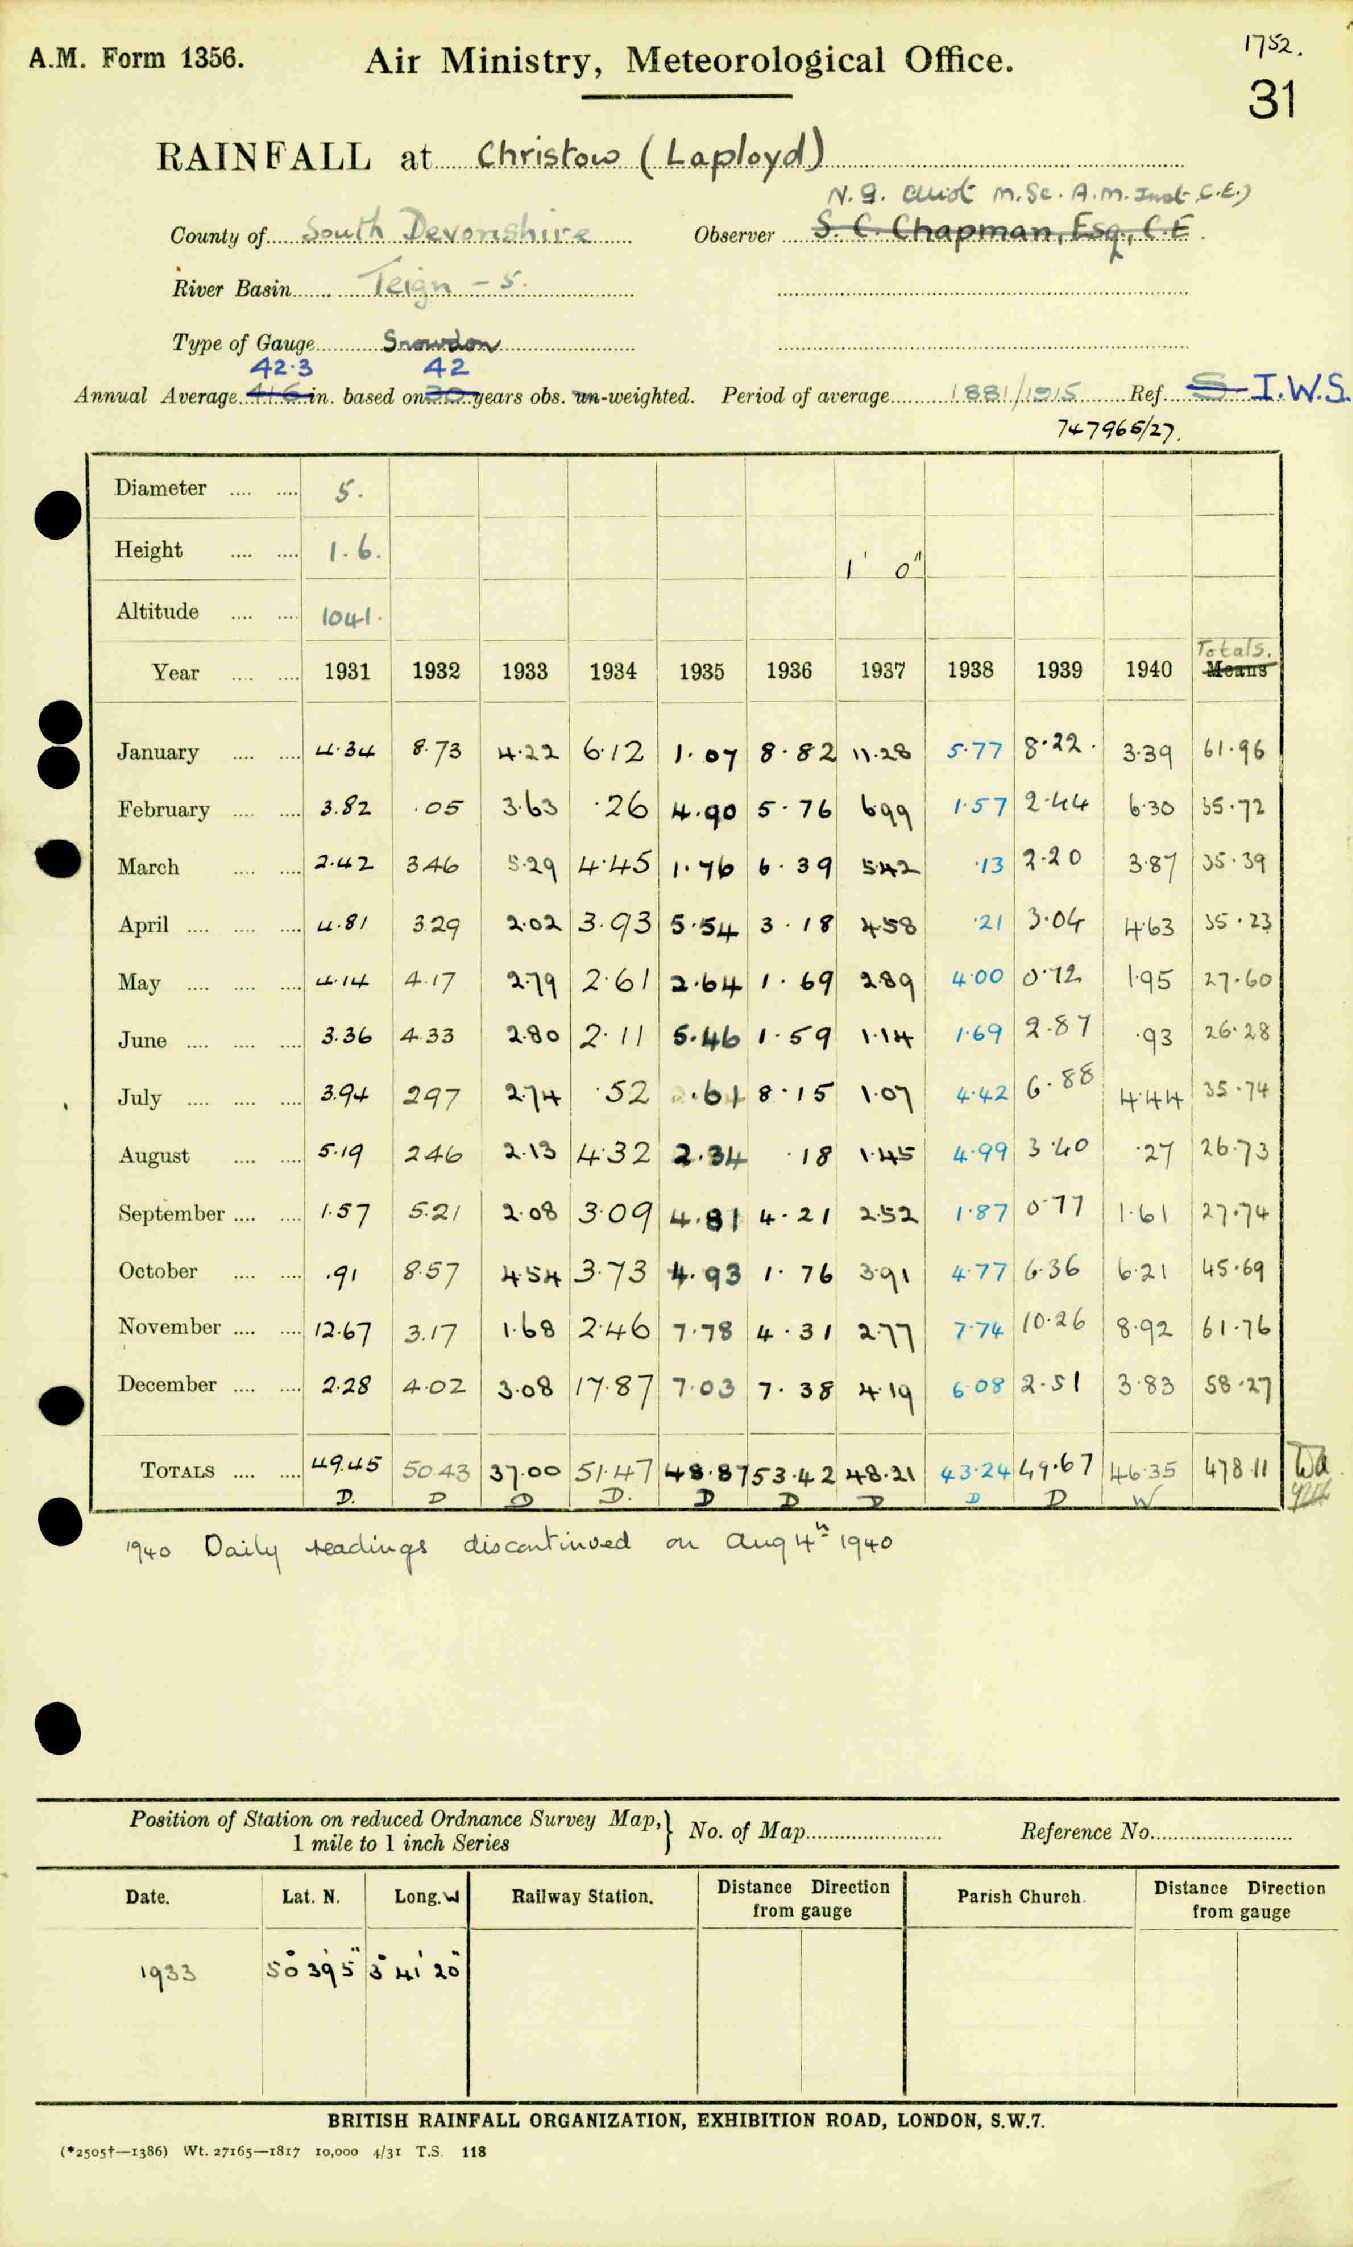 1752.
A.M. Form 1356. Air Ministry, Meteorological Office.
31
RAINFALL at Christow (Laployd)
N. G. Elliot M.Sc. A.M. Inst. C.E.)
County of South Devonshire Observer S. C. Chapman, Esq., C.E.
River Basin Teign - 5.
Type of Gauge Snowdon
42.3 42
Annual Average 41.6 in. based on 30 years obs. un-weighted. Period of average 1881/1915 Ref. S I.W.S.
747966/27.
Diameter .... .... 5.
Height .... .... 1.6. 1' 0"
Altitude .... .... 1041.
Totals.
Year .... .... 1931 1932 1933 1934 1935 1936 1937 1938 1939 1940 Means
January .... .... 4.34 8.73 4.22 6.12 1.07 8.82 11.28 5.77 8.22. 3.39 61.96
February .... .... 3.82 .05 3.63 .26 4.90 5.76 6.99 1.57 2.44 6.30 35.72
March .... .... 2.42 3.46 5.29 4.45 1.76 6.39 5.42 .13 2.20 3.87 35.39
April .... .... .... 4.81 3.29 2.02 3.93 5.54 3.18 4.58 .21 3.04 4.63 35.23
May .... .... .... 4.14 4.17 2.79 2.61 2.64 1.69 2.89 4.00 0.72 1.95 27.60
June .... .... .... 3.36 4.33 2.80 2.11 5.46 1.59 1.14 1.69 2.87 .93 26.28
July .... .... .... 3.94 2.97 2.74 .52 .61 8.15 1.07 4.42 6.88 4.44 35.74
August .... .... 5.19 2.46 2.13 4.32 2.34 .18 1.45 4.99 3.40 .27 26.73
September .... .... 1.57 5.21 2.08 3.09 4.81 4.21 2.52 1.87 0.77 1.61 27.74
October .... .... .91 8.57 4.54 3.73 4.93 1.76 3.91 4.77 6.36 6.21 45.69
November .... .... 12.67 3.17 1.68 2.46 7.78 4.31 2.77 7.74 10.26 8.92 61.76
December .... .... 2.28 4.02 3.08 17.87 7.03 7.38 4.19 6.08 2.51 3.83 58.27
TOTALS .... .... 49.45 50.43 37.00 51.47 48.87 53.42 48.21 43.24 49.67 46.35 478.11
D. D D D. D D D D D W
1940 Daily readings discontinued on Aug 4th 1940
Position of Station on reduced Ordnance Survey Map,} No. of Map Reference No.
1 mile to 1 inch Series
Date. Lat. N. Long. W Railway Station. Distance Direction from gauge Parish Church. Distance Direction from gauge
1933 50° 39' 5" 3° 41' 20"
BRITISH RAINFALL ORGANIZATION, EXHIBITION ROAD, LONDON, S.W.7.
(*2505†—1386) Wt. 27165—1817 10,000 4/31 T.S. 118